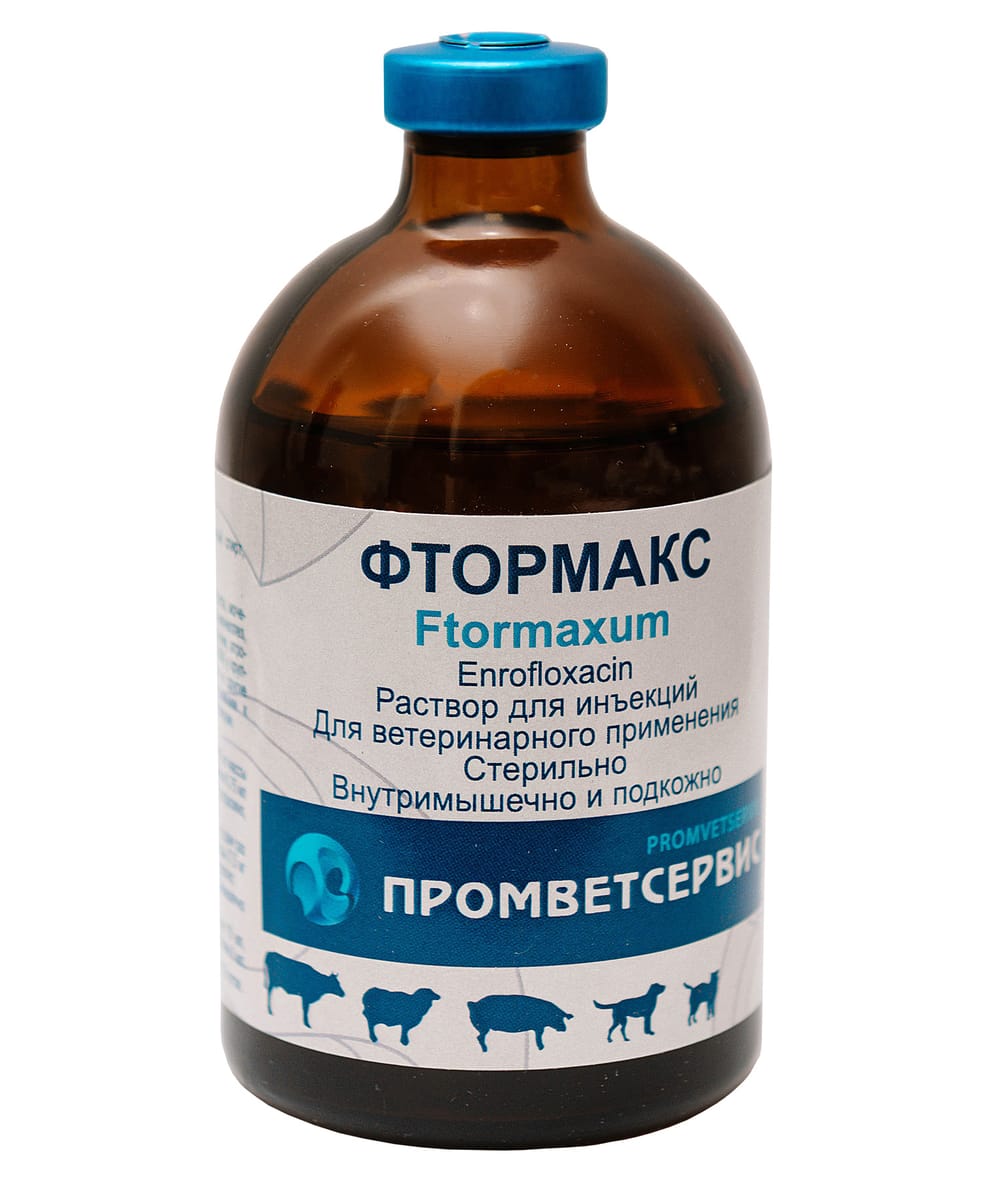 ФТОРМАКС
Ftormaxum
Enrofloxacin
Раствор для инъекций
Для ветеринарного применения
Стерильно
Внутримышечно и подкожно
ПРОМВЕТСЕРВИС